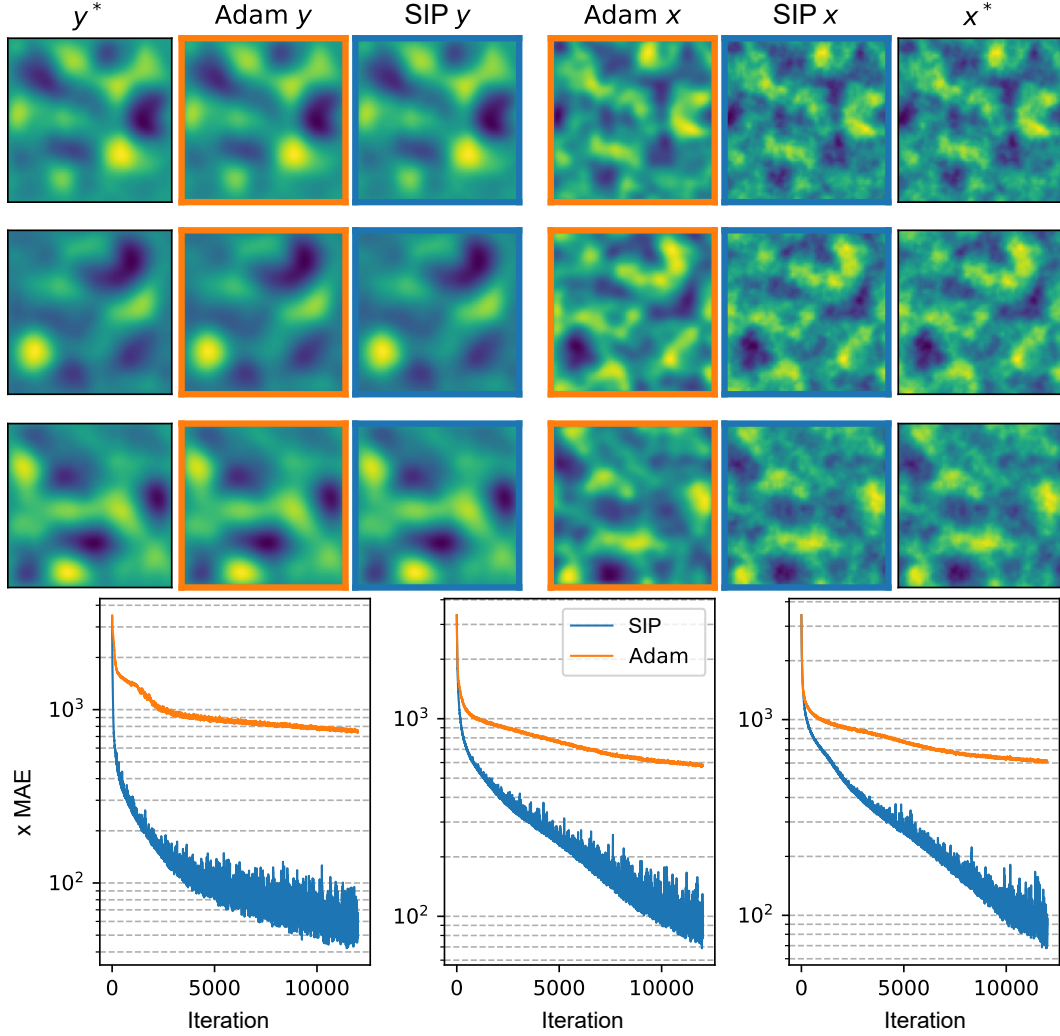 y* Adam y SIP y Adam x SIP x x*
SIP
Adam
x MAE
10³
10²
0 5000 10000
Iteration
10³
10²
0 5000 10000
Iteration
10³
10²
0 5000 10000
Iteration